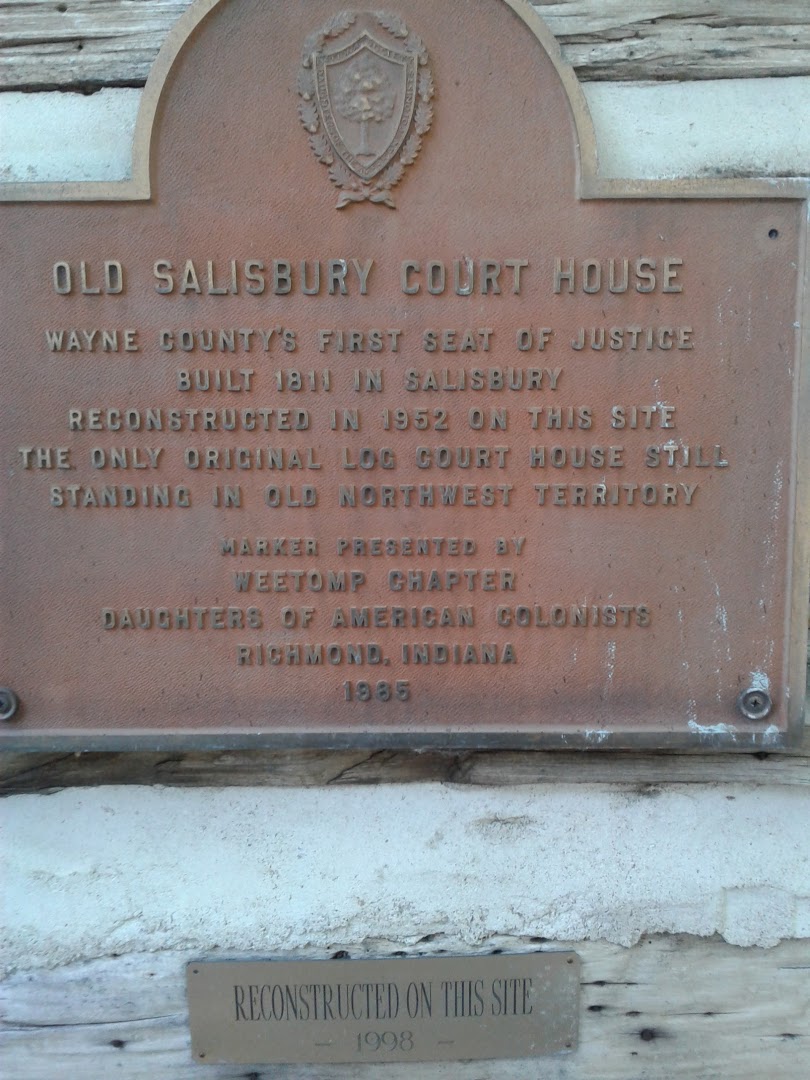 OLD SALISBURY COURT HOUSE
WAYNE COUNTY'S FIRST SEAT OF JUSTICE
BUILT 1811 IN SALISBURY
RECONSTRUCTED IN 1952 ON THIS SITE
THE ONLY ORIGINAL LOG COURT HOUSE STILL
STANDING IN OLD NORTHWEST TERRITORY
MARKER PRESENTED BY
WEETOMP CHAPTER
DAUGHTERS OF AMERICAN COLONISTS
RICHMOND, INDIANA
1965
RECONSTRUCTED ON THIS SITE
– 1998 –